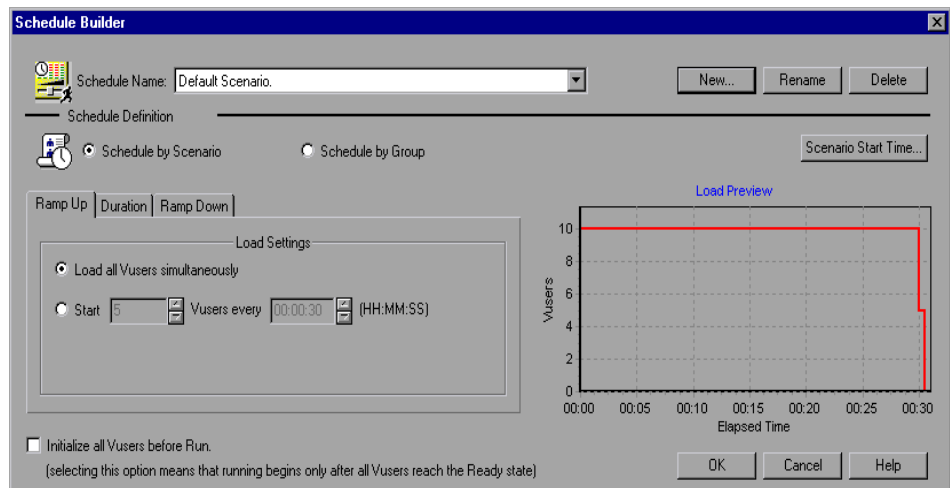 Schedule Builder
Schedule Name: Default Scenario.
New...
Rename
Delete
Schedule Definition
Schedule by Scenario
Schedule by Group
Scenario Start Time...
Ramp Up
Duration
Ramp Down
Load Settings
Load all Vusers simultaneously
Start 5 Vusers every 00:00:30 (HH:MM:SS)
Load Preview
Vusers
10
8
6
4
2
0
00:00 00:05 00:10 00:15 00:20 00:25 00:30
Elapsed Time
Initialize all Vusers before Run.
(selecting this option means that running begins only after all Vusers reach the Ready state)
OK
Cancel
Help